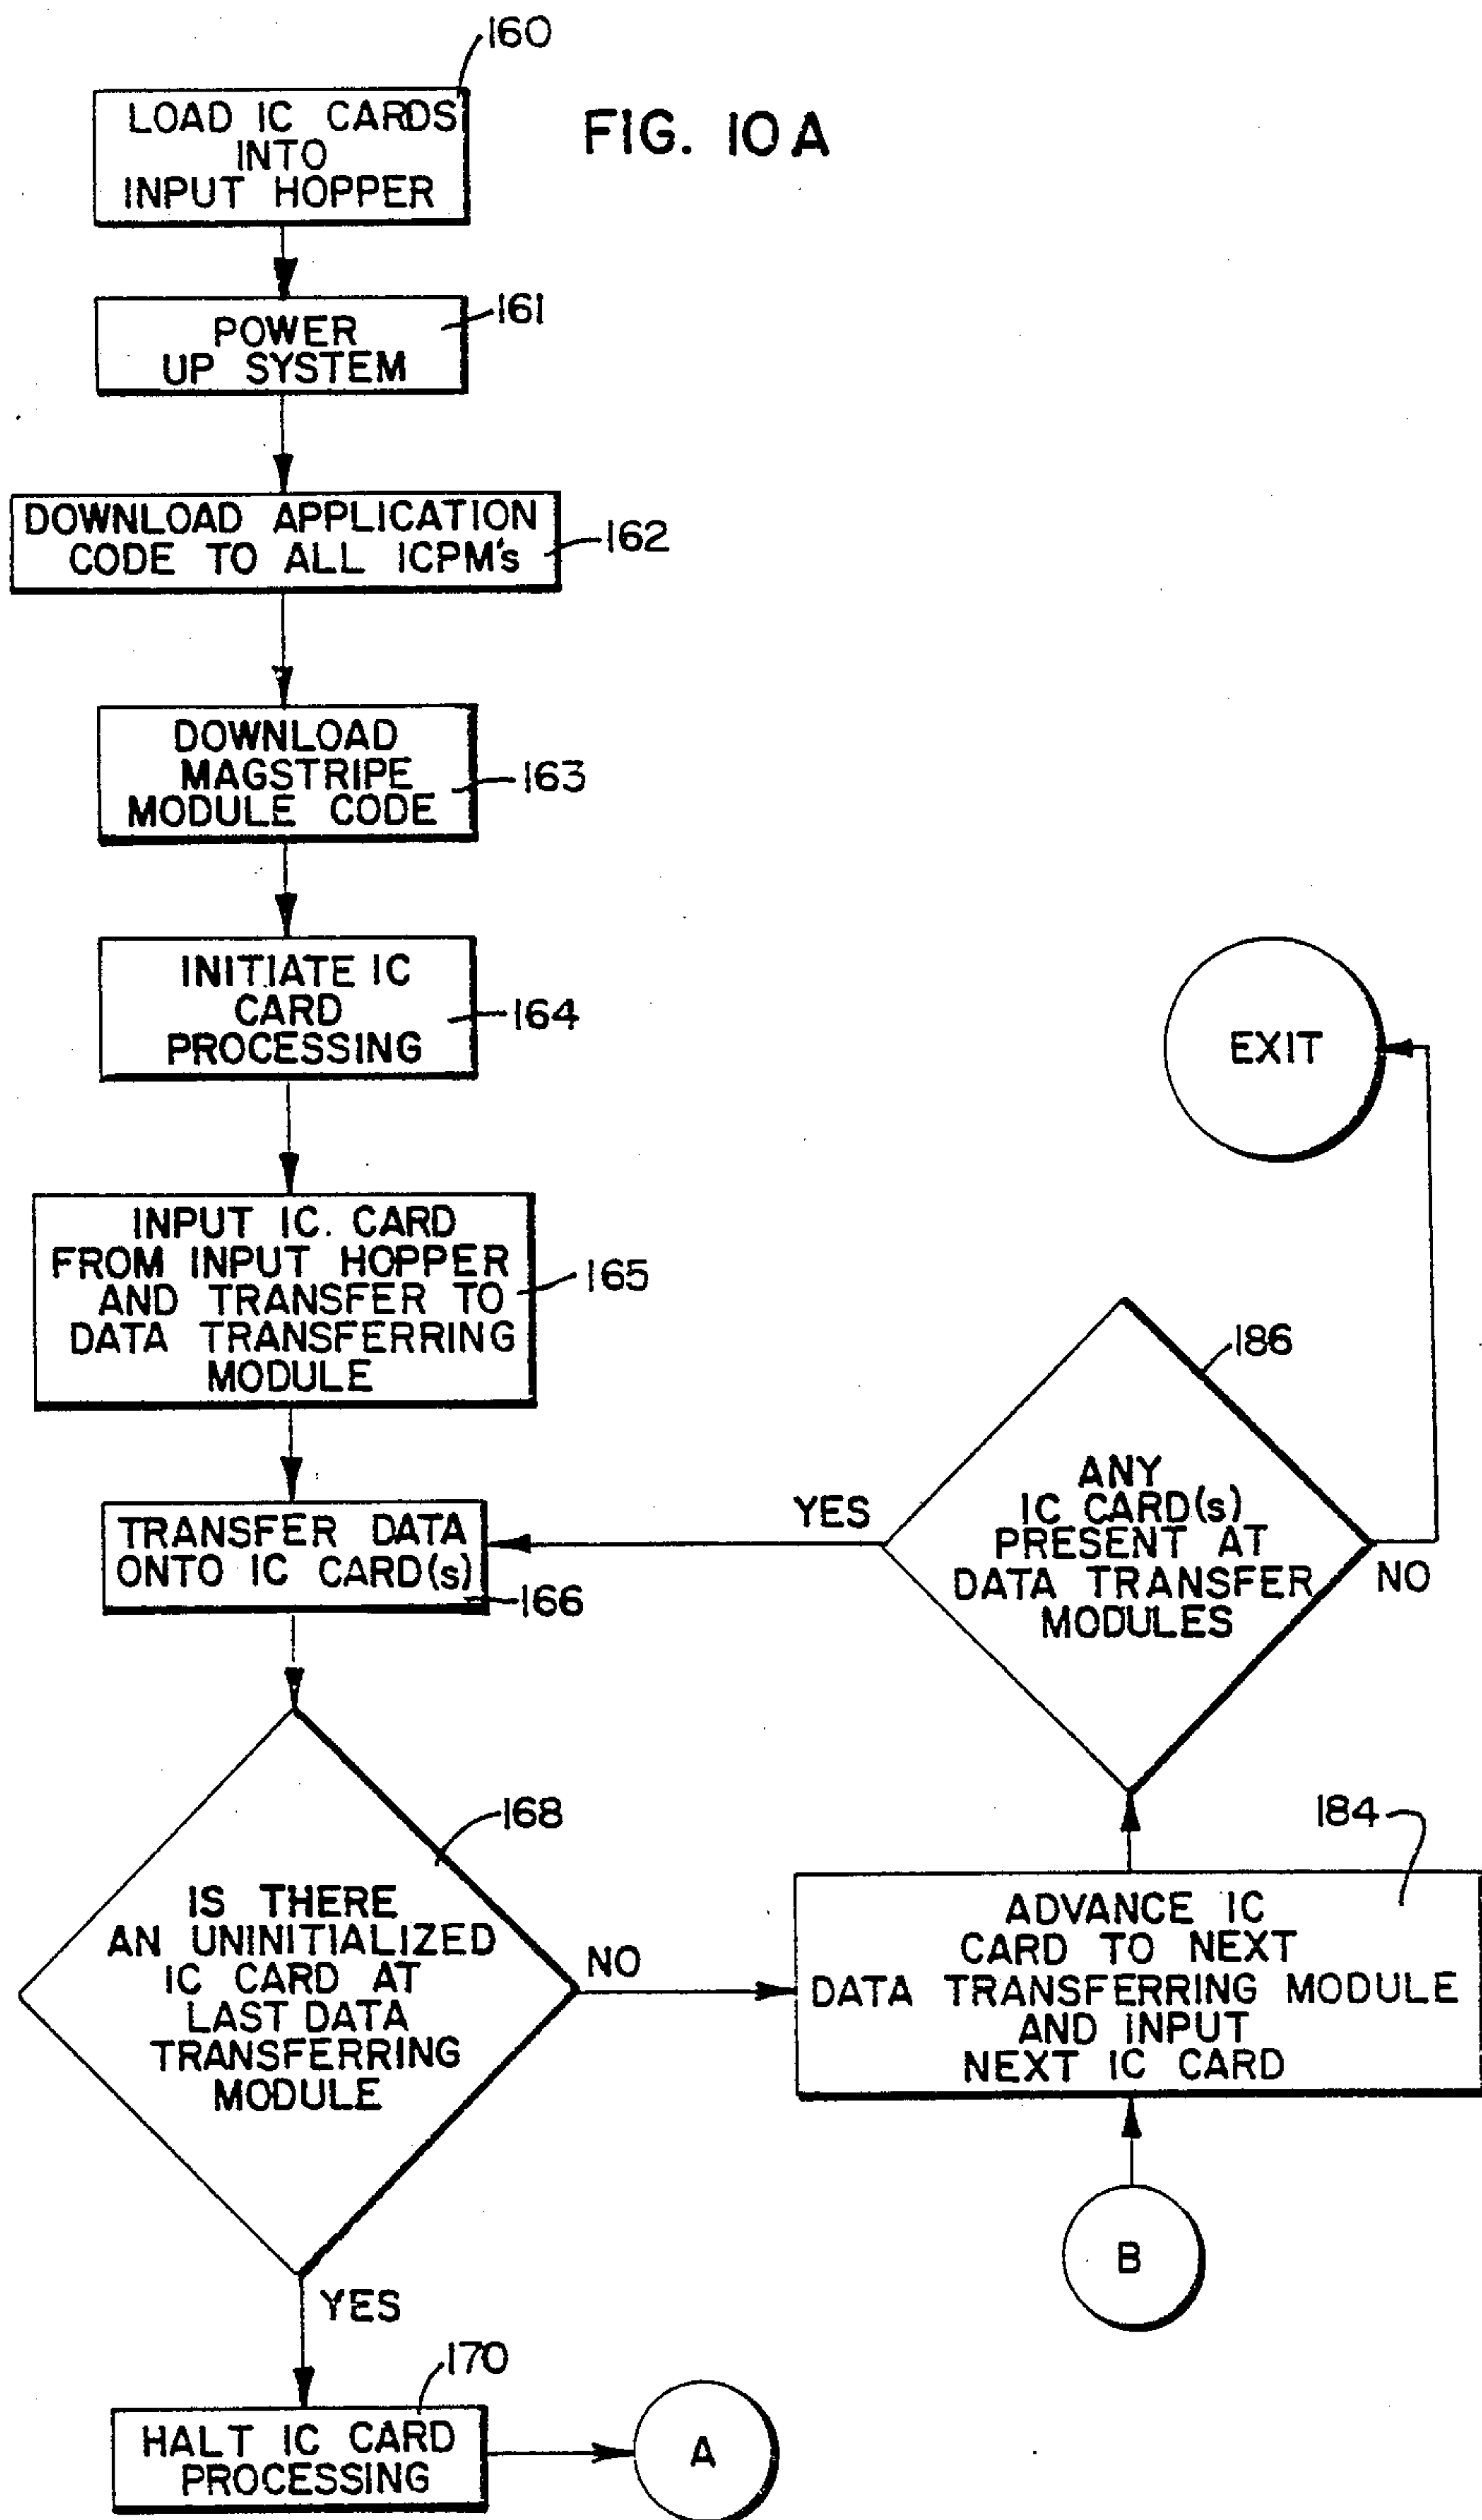 160
LOAD IC CARDS
INTO
INPUT HOPPER
FIG. 10A
161
POWER
UP SYSTEM
DOWNLOAD APPLICATION
CODE TO ALL ICPM's
162
DOWNLOAD
MAGSTRIPE
MODULE CODE
163
INITIATE IC
CARD
PROCESSING
164
EXIT
INPUT IC. CARD
FROM INPUT HOPPER
AND TRANSFER TO
DATA TRANSFERRING
MODULE
165
186
ANY
IC CARD(s)
PRESENT AT
DATA TRANSFER
MODULES
YES
NO
TRANSFER DATA
ONTO IC CARD(s)
166
168
IS THERE
AN UNINITIALIZED
IC CARD AT
LAST DATA
TRANSFERRING
MODULE
NO
184
ADVANCE IC
CARD TO NEXT
DATA TRANSFERRING MODULE
AND INPUT
NEXT IC CARD
B
YES
170
HALT IC CARD
PROCESSING
A